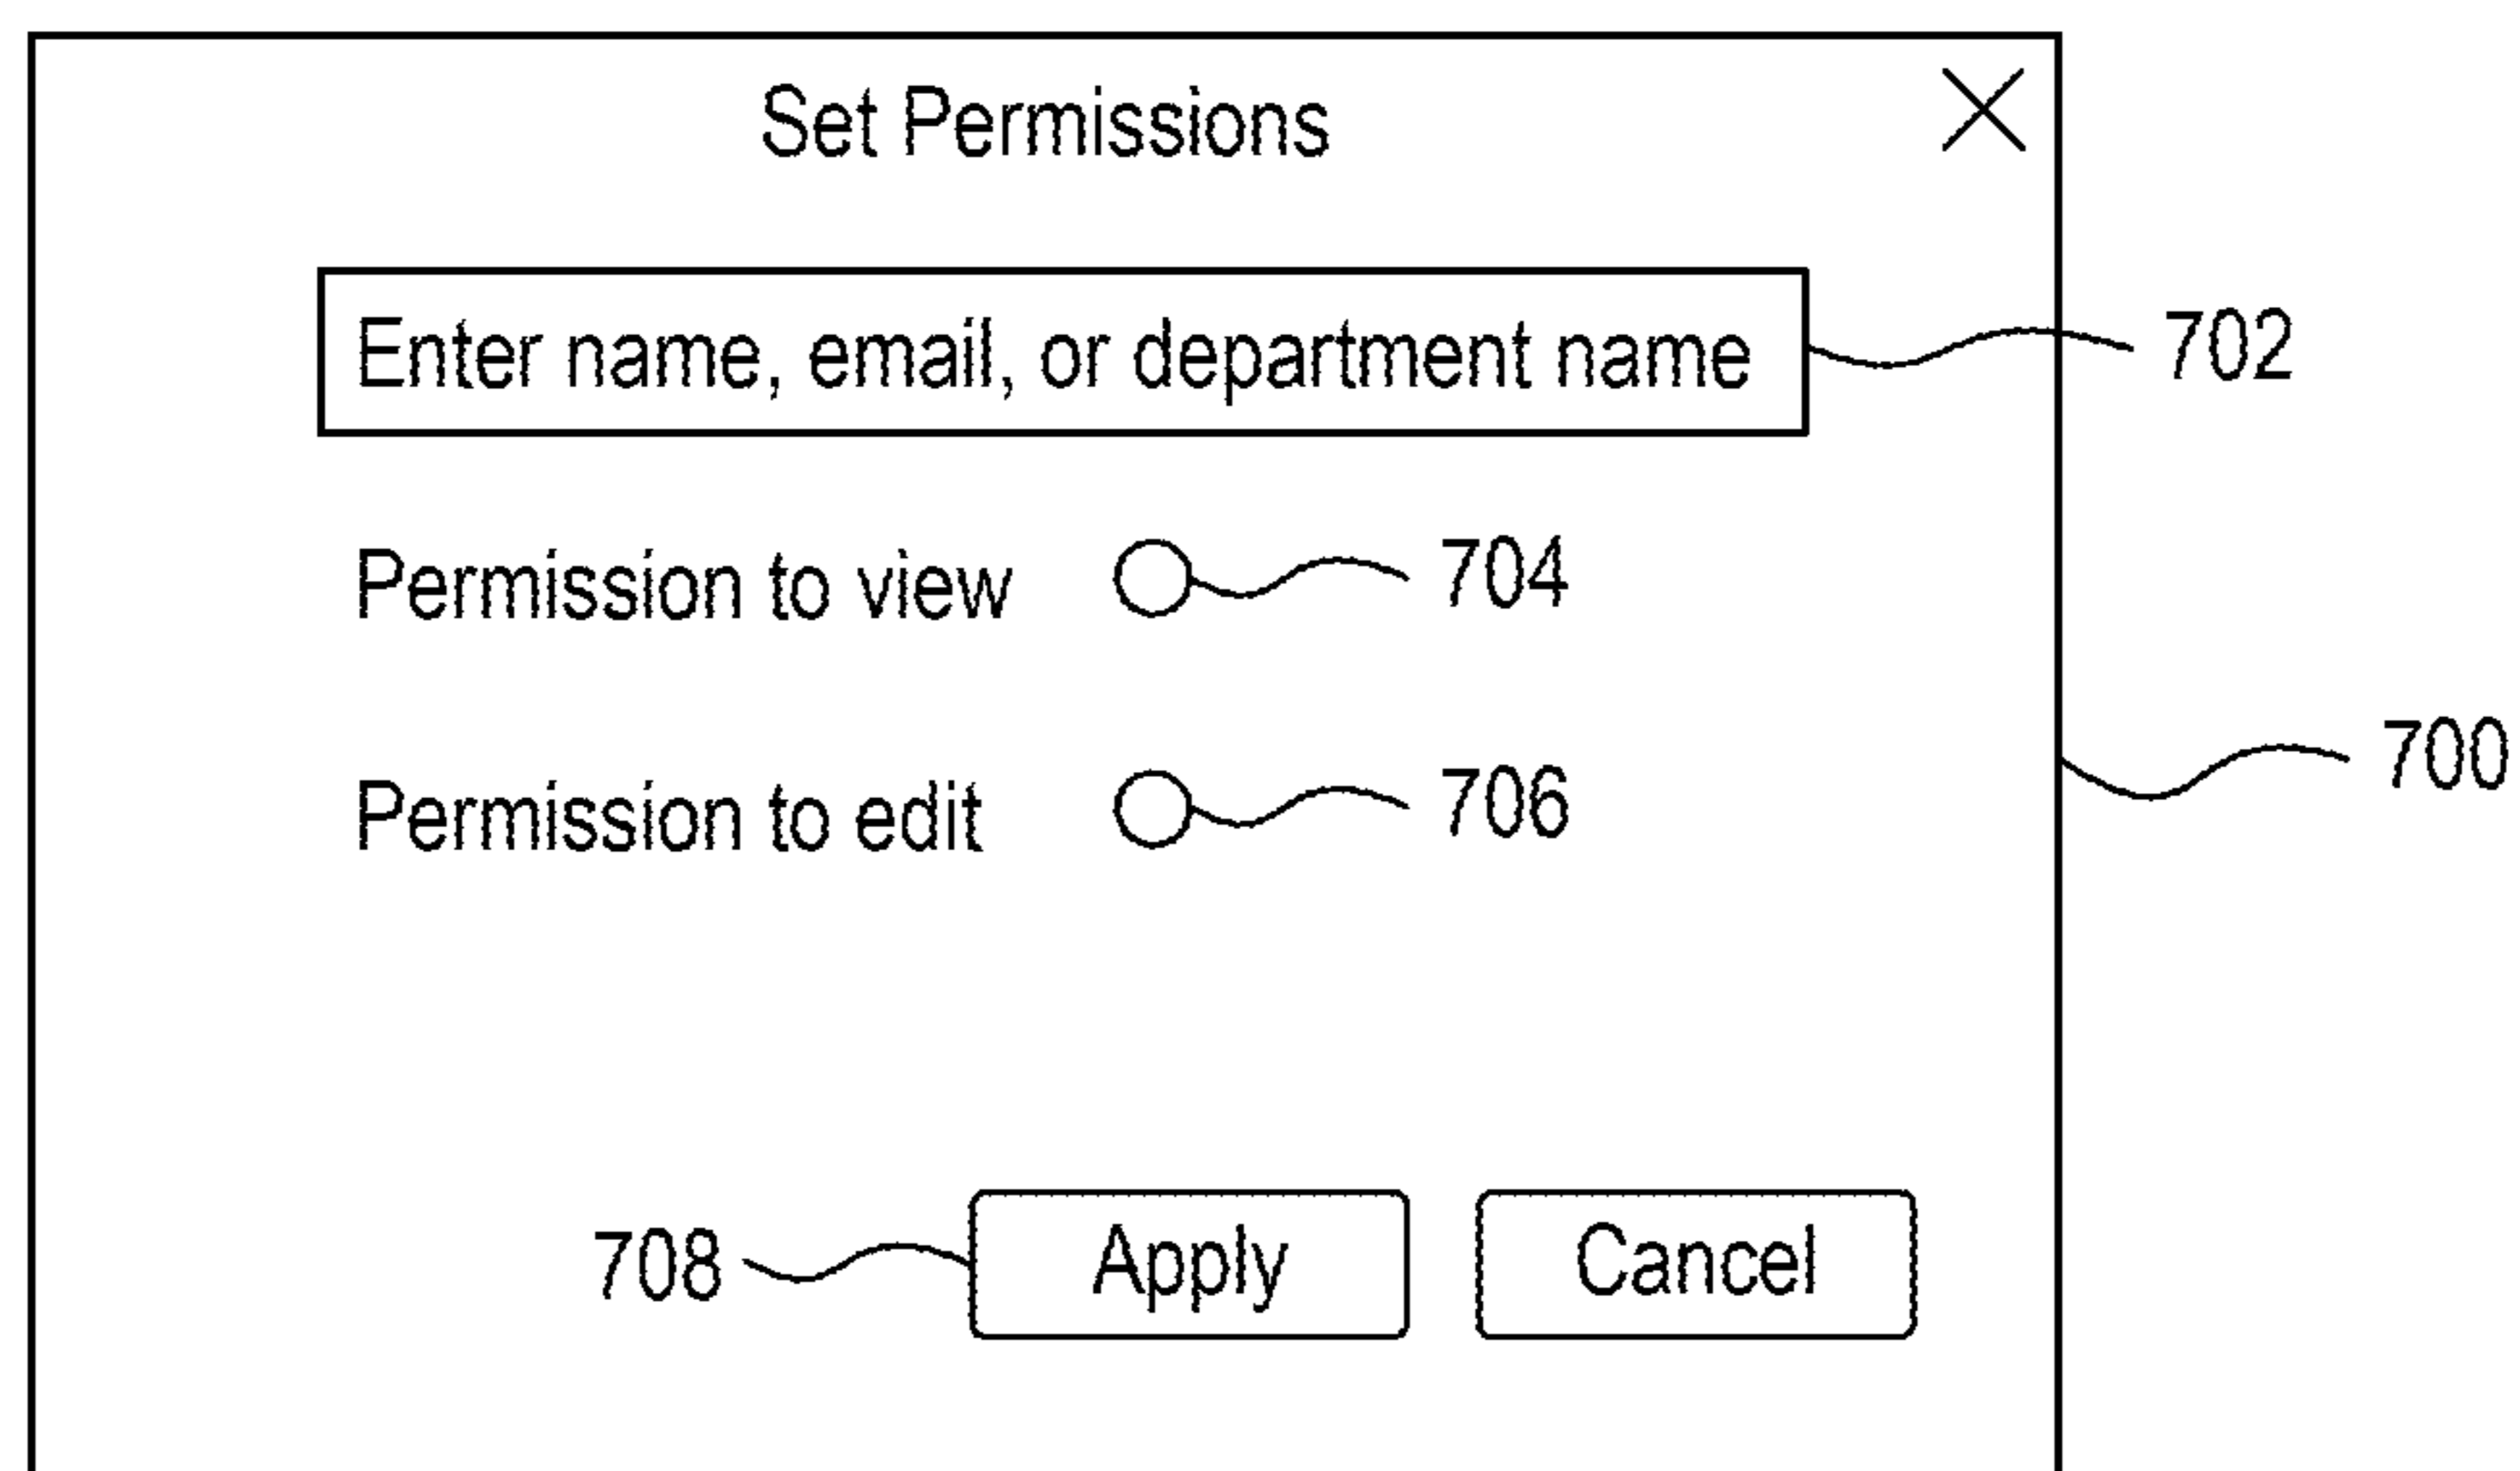 Set Permissions
Enter name, email, or department name 702
Permission to view 704
700
Permission to edit 706
708 Apply Cancel